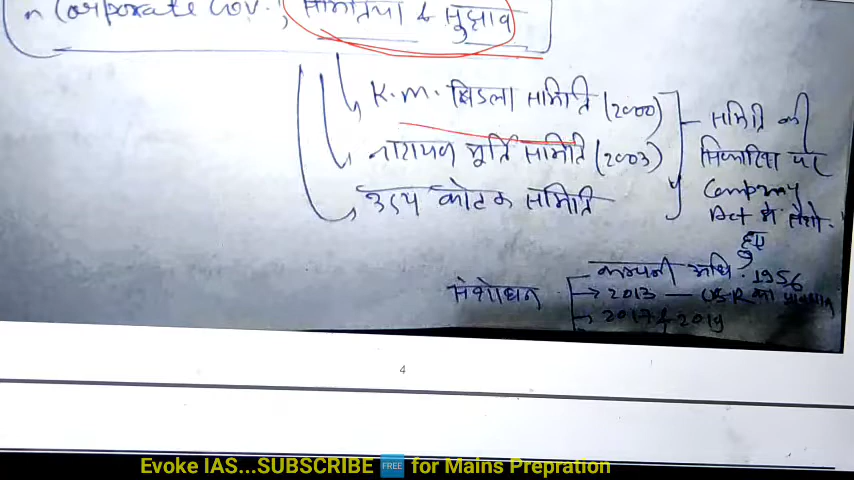 n Corporate Gov., समितियां & सुझाव
K. M. बिडला समिति (2000)
नारायण मूर्ति समिति (2003)
उदय कोटक समिति
समिति की
सिफारिश पर
Company
Act में संशो.
हुए
संशोधन
कम्पनी अधि. 1956
→ 2013 — CSR का प्रावधान
→ 2017 & 2019
4
Evoke IAS...SUBSCRIBE FREE for Mains Prepration